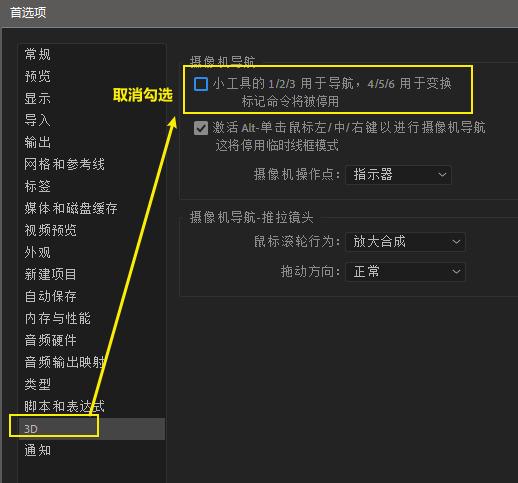 首选项
常规
预览
显示
导入
输出
网格和参考线
标签
媒体和磁盘缓存
视频预览
外观
新建项目
自动保存
内存与性能
音频硬件
音频输出映射
类型
脚本和表达式
3D
通知
取消勾选
摄像机导航
小工具的 1/2/3 用于导航，4/5/6 用于变换
标记命令将被停用
激活 Alt-单击鼠标左/中/右键以进行摄像机导航
这将停用临时线框模式
摄像机操作点： 指示器
摄像机导航-推拉镜头
鼠标滚轮行为： 放大合成
拖动方向： 正常